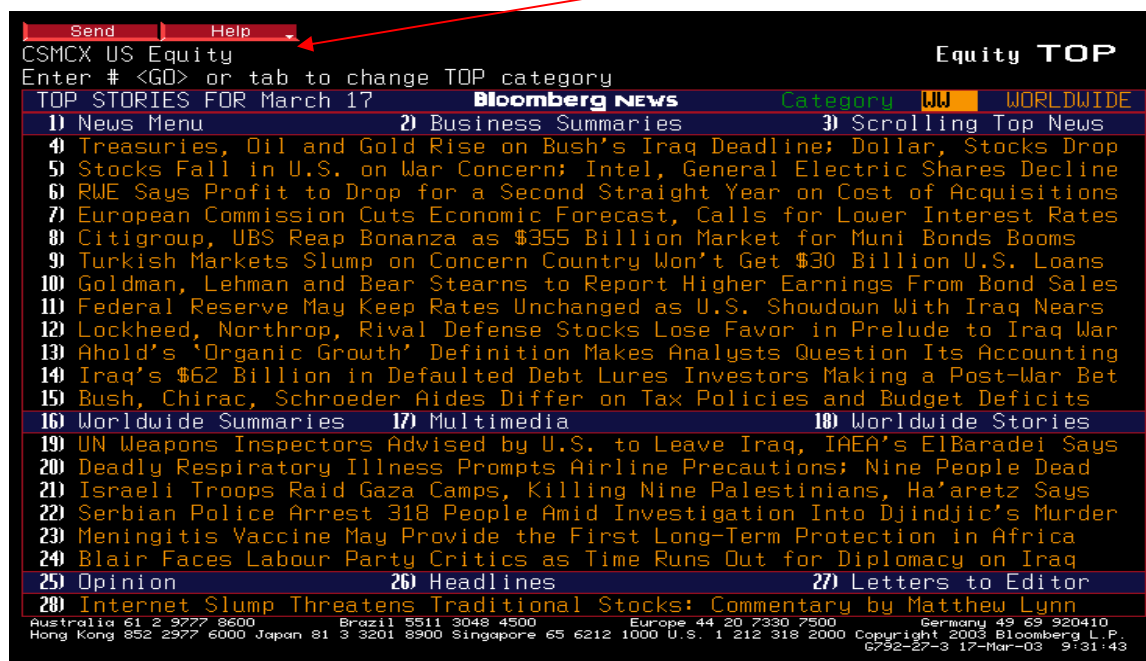 Send Help
CSMCX US Equity Equity TOP
Enter # <GO> or tab to change TOP category
TOP STORIES FOR March 17 Bloomberg NEWS Category WW WORLDWIDE
1) News Menu 2) Business Summaries 3) Scrolling Top News
4) Treasuries, Oil and Gold Rise on Bush's Iraq Deadline; Dollar, Stocks Drop
5) Stocks Fall in U.S. on War Concern; Intel, General Electric Shares Decline
6) RWE Says Profit to Drop for a Second Straight Year on Cost of Acquisitions
7) European Commission Cuts Economic Forecast, Calls for Lower Interest Rates
8) Citigroup, UBS Reap Bonanza as $355 Billion Market for Muni Bonds Booms
9) Turkish Markets Slump on Concern Country Won't Get $30 Billion U.S. Loans
10) Goldman, Lehman and Bear Stearns to Report Higher Earnings From Bond Sales
11) Federal Reserve May Keep Rates Unchanged as U.S. Showdown With Iraq Nears
12) Lockheed, Northrop, Rival Defense Stocks Lose Favor in Prelude to Iraq War
13) Ahold's `Organic Growth' Definition Makes Analysts Question Its Accounting
14) Iraq's $62 Billion in Defaulted Debt Lures Investors Making a Post-War Bet
15) Bush, Chirac, Schroeder Aides Differ on Tax Policies and Budget Deficits
16) Worldwide Summaries 17) Multimedia 18) Worldwide Stories
19) UN Weapons Inspectors Advised by U.S. to Leave Iraq, IAEA's ElBaradei Says
20) Deadly Respiratory Illness Prompts Airline Precautions; Nine People Dead
21) Israeli Troops Raid Gaza Camps, Killing Nine Palestinians, Ha'aretz Says
22) Serbian Police Arrest 318 People Amid Investigation Into Djindjic's Murder
23) Meningitis Vaccine May Provide the First Long-Term Protection in Africa
24) Blair Faces Labour Party Critics as Time Runs Out for Diplomacy on Iraq
25) Opinion 26) Headlines 27) Letters to Editor
28) Internet Slump Threatens Traditional Stocks: Commentary by Matthew Lynn
Australia 61 2 9777 8600 Brazil 5511 3048 4500 Europe 44 20 7330 7500 Germany 49 69 920410
Hong Kong 852 2977 6000 Japan 81 3 3201 8900 Singapore 65 6212 1000 U.S. 1 212 318 2000 Copyright 2003 Bloomberg L.P.
G792-27-3 17-Mar-03 9:31:43